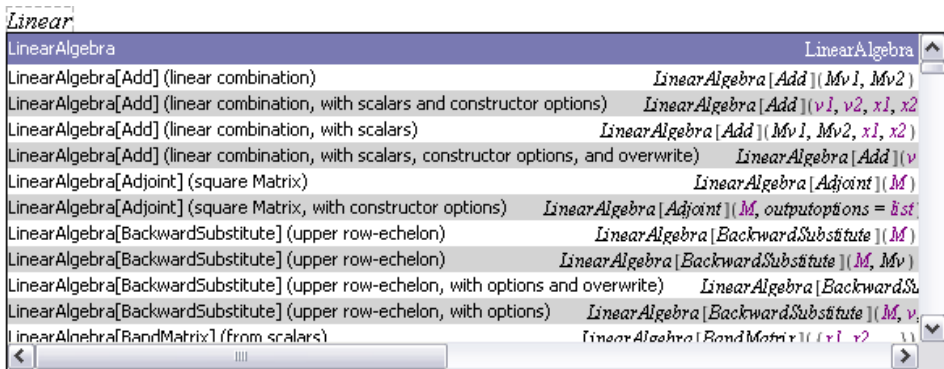 Linear
LinearAlgebra LinearAlgebra
LinearAlgebra[Add] (linear combination) LinearAlgebra[Add](Mv1, Mv2)
LinearAlgebra[Add] (linear combination, with scalars and constructor options) LinearAlgebra[Add](v1, v2, x1, x2
LinearAlgebra[Add] (linear combination, with scalars) LinearAlgebra[Add](Mv1, Mv2, x1, x2)
LinearAlgebra[Add] (linear combination, with scalars, constructor options, and overwrite) LinearAlgebra[Add](v
LinearAlgebra[Adjoint] (square Matrix) LinearAlgebra[Adjoint](M)
LinearAlgebra[Adjoint] (square Matrix, with constructor options) LinearAlgebra[Adjoint](M, outputoptions = list
LinearAlgebra[BackwardSubstitute] (upper row-echelon) LinearAlgebra[BackwardSubstitute](M)
LinearAlgebra[BackwardSubstitute] (upper row-echelon) LinearAlgebra[BackwardSubstitute](M, Mv)
LinearAlgebra[BackwardSubstitute] (upper row-echelon, with options and overwrite) LinearAlgebra[BackwardSu
LinearAlgebra[BackwardSubstitute] (upper row-echelon, with options) LinearAlgebra[BackwardSubstitute](M, v,
LinearAlgebra[BandMatrix] (from scalars) LinearAlgebra[BandMatrix]({r1, r2